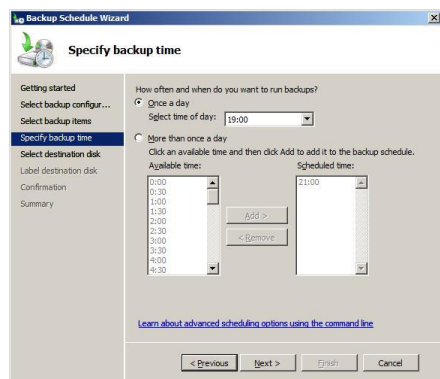 Backup Schedule Wizard
Specify backup time
Getting started
Select backup configur...
Select backup items
Specify backup time
Select destination disk
Label destination disk
Confirmation
Summary
How often and when do you want to run backups?
Once a day
Select time of day: 19:00
More than once a day
Click an available time and then click Add to add it to the backup schedule.
Available time:
0:00
0:30
1:00
1:30
2:00
2:30
3:00
3:30
4:00
4:30
Add >
< Remove
Scheduled time:
21:00
Learn about advanced scheduling options using the command line
< Previous
Next >
Finish
Cancel